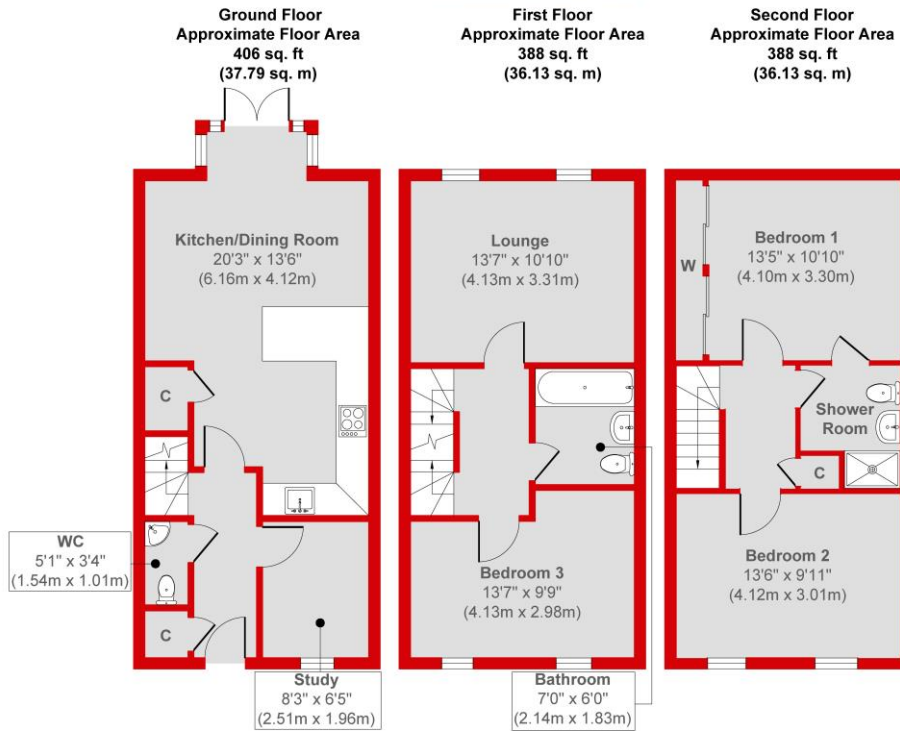 Ground Floor
Approximate Floor Area
406 sq. ft
(37.79 sq. m)
First Floor
Approximate Floor Area
388 sq. ft
(36.13 sq. m)
Second Floor
Approximate Floor Area
388 sq. ft
(36.13 sq. m)
Kitchen/Dining Room
20'3" x 13'6"
(6.16m x 4.12m)
C
WC
5'1" x 3'4"
(1.54m x 1.01m)
C
Study
8'3" x 6'5"
(2.51m x 1.96m)
Lounge
13'7" x 10'10"
(4.13m x 3.31m)
Bedroom 3
13'7" x 9'9"
(4.13m x 2.98m)
Bathroom
7'0" x 6'0"
(2.14m x 1.83m)
W
Bedroom 1
13'5" x 10'10"
(4.10m x 3.30m)
Shower
Room
C
Bedroom 2
13'6" x 9'11"
(4.12m x 3.01m)